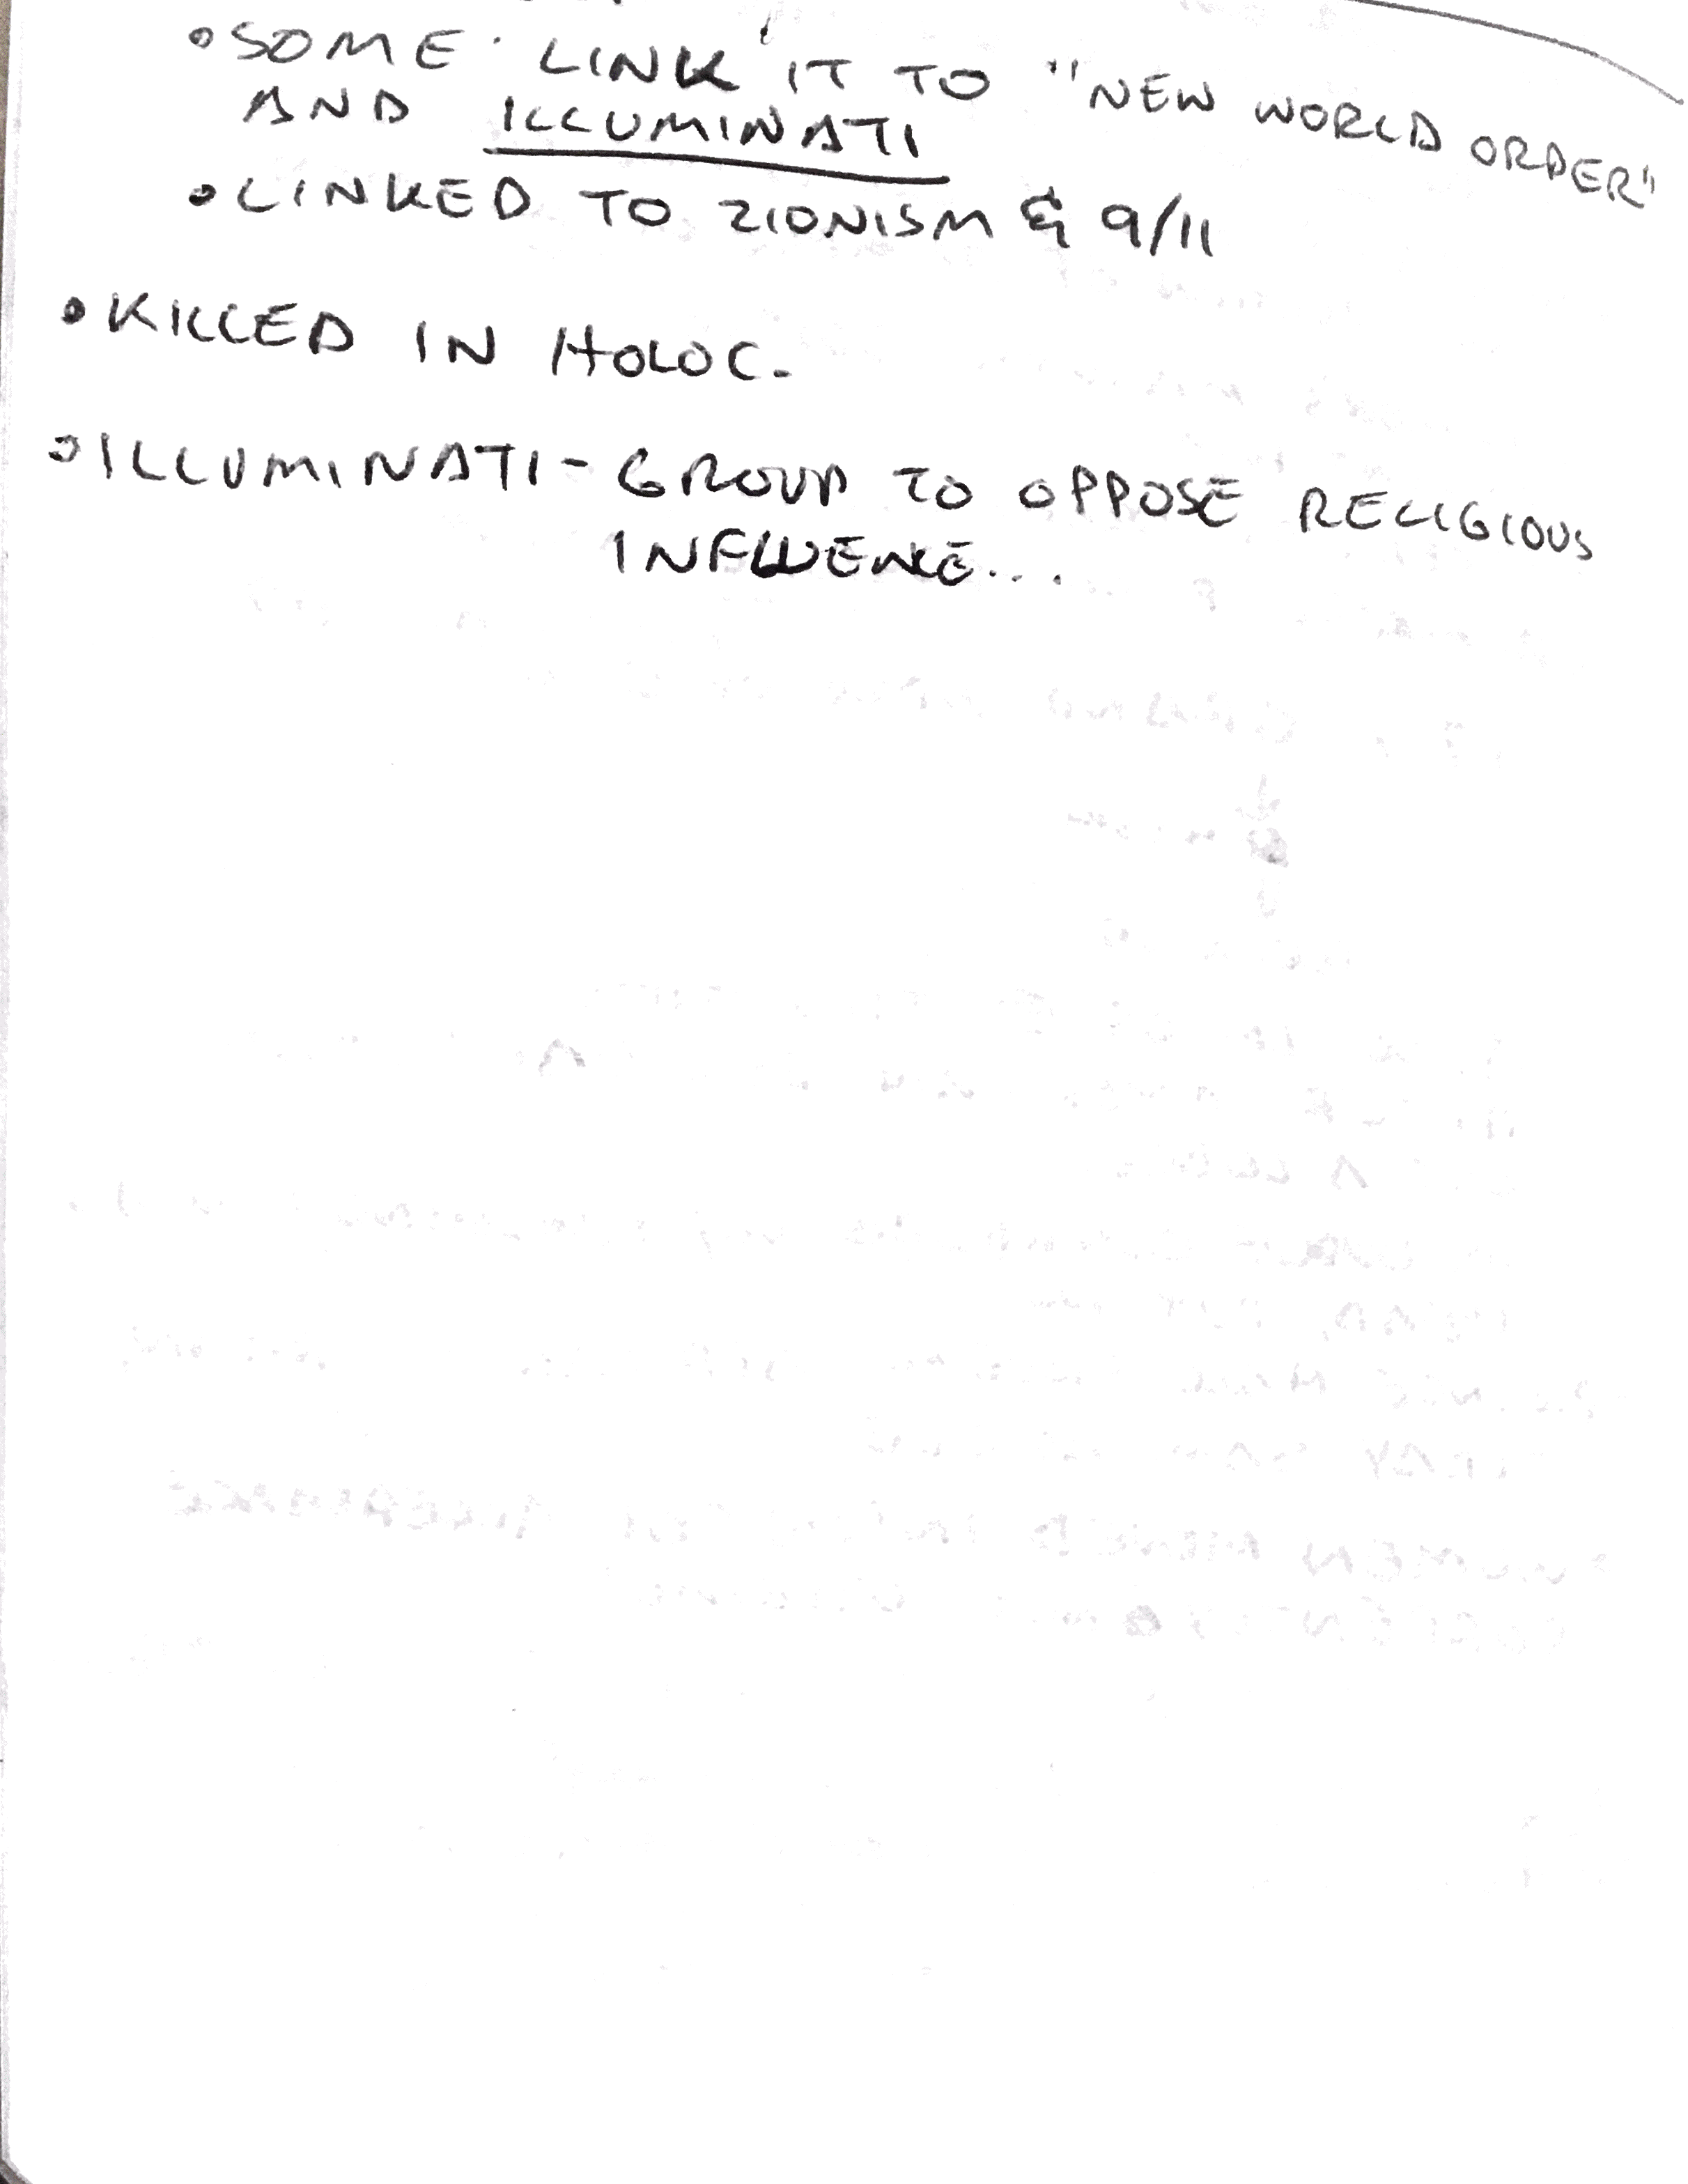 • SOME LINK IT TO "NEW WORLD ORDER"
AND ILLUMINATI
• LINKED TO ZIONISM & 9/11
• KILLED IN HOLOC.
• ILLUMINATI - GROUP TO OPPOSE RELIGIOUS
INFLUENCE...